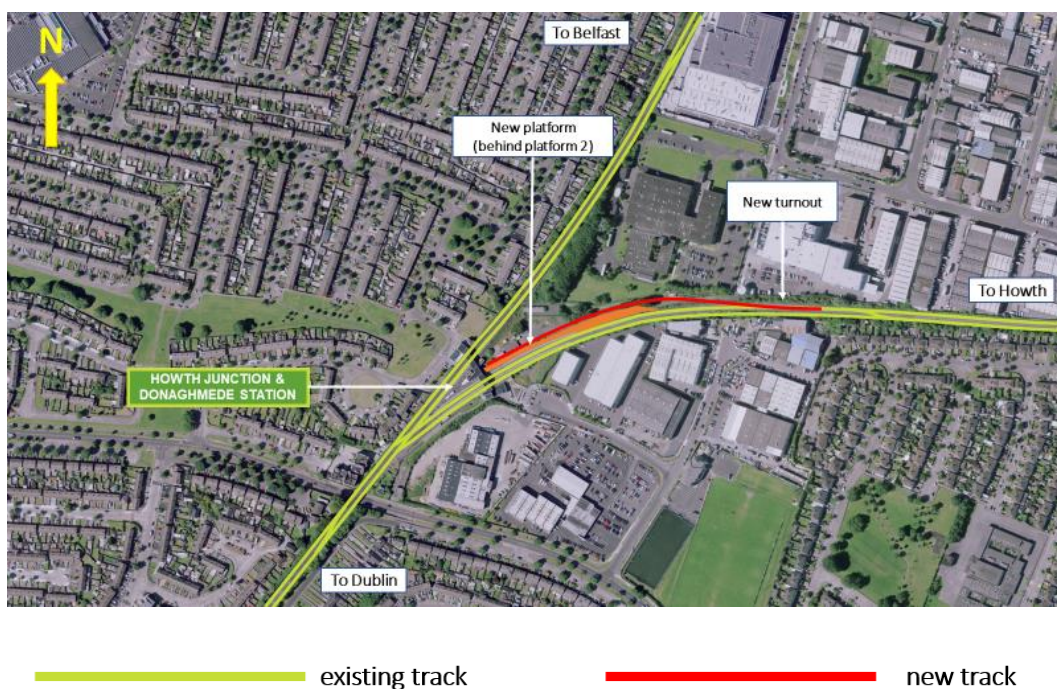 N
To Belfast
New platform
(behind platform 2)
New turnout
To Howth
HOWTH JUNCTION &
DONAGHMEDE STATION
To Dublin
existing track
new track